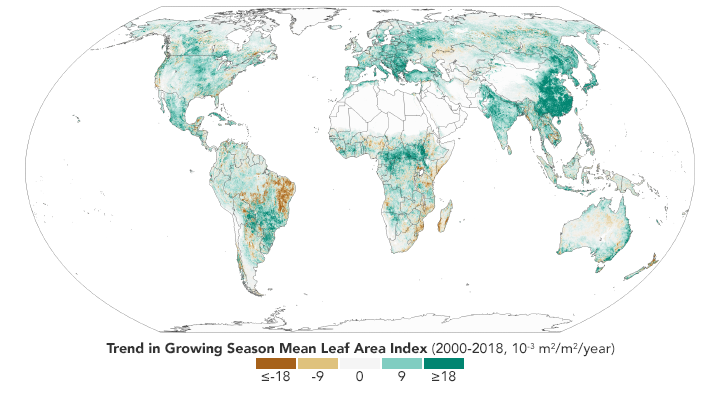 Trend in Growing Season Mean Leaf Area Index (2000-2018, 10⁻³ m²/m²/year)
≤-18 -9 0 9 ≥18